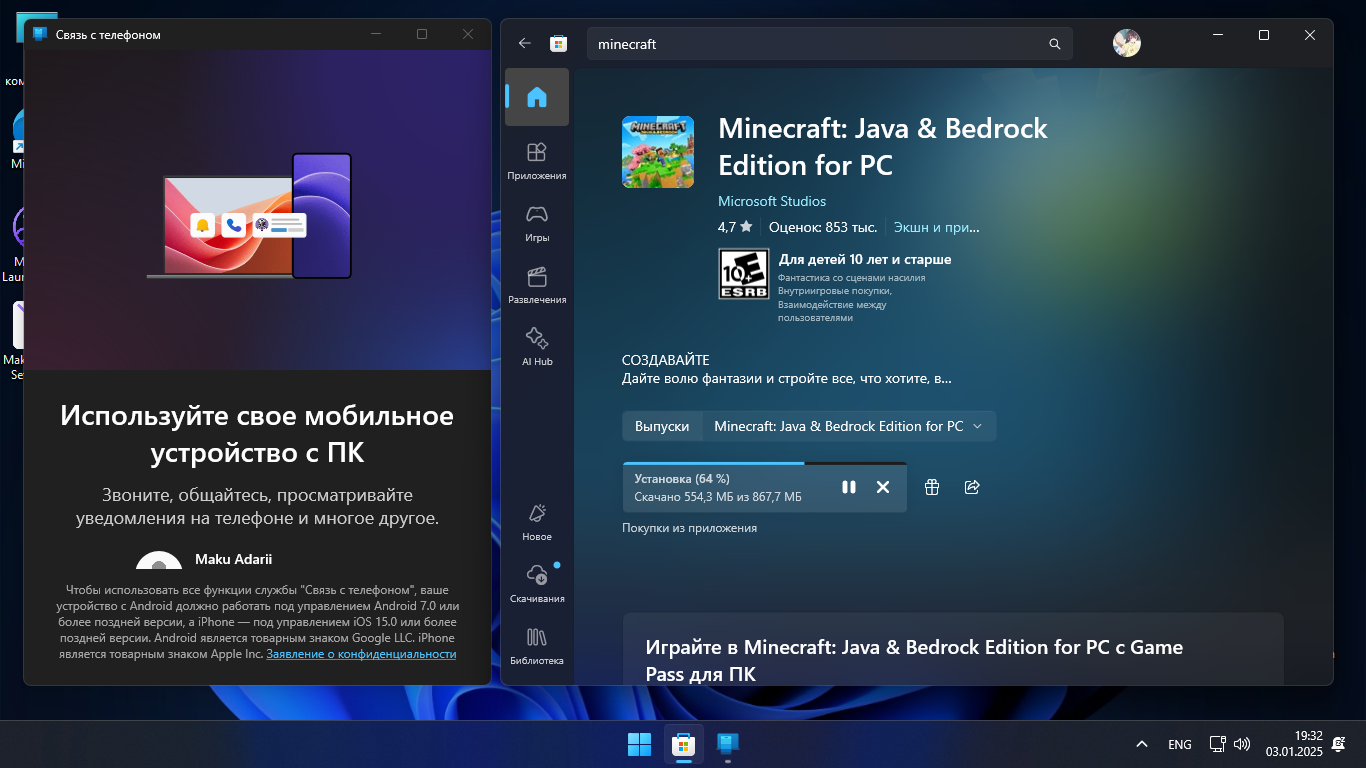 ком
Mi
M
Laun
Mak
Se
Связь с телефоном
Используйте свое мобильное
устройство с ПК
Звоните, общайтесь, просматривайте
уведомления на телефоне и многое другое.
Maku Adarii
Чтобы использовать все функции службы "Связь с телефоном", ваше
устройство с Android должно работать под управлением Android 7.0 или
более поздней версии, а iPhone — под управлением iOS 15.0 или более
поздней версии. Android является товарным знаком Google LLC. iPhone
является товарным знаком Apple Inc. Заявление о конфиденциальности
minecraft
Приложения
Игры
Развлечения
AI Hub
Новое
Скачивания
Библиотека
MINECRAFT
Minecraft: Java & Bedrock
Edition for PC
Microsoft Studios
4,7
Оценок: 853 тыс.
Экшн и при...
10+
E
ESRB
Для детей 10 лет и старше
Фантастика со сценами насилия
Внутриигровые покупки,
Взаимодействие между
пользователями
СОЗДАВАЙТЕ
Дайте волю фантазии и стройте все, что хотите, в...
Выпуски
Minecraft: Java & Bedrock Edition for PC
Установка (64 %)
Скачано 554,3 МБ из 867,7 МБ
Покупки из приложения
Играйте в Minecraft: Java & Bedrock Edition for PC с Game
Pass для ПК
ENG
19:32
03.01.2025